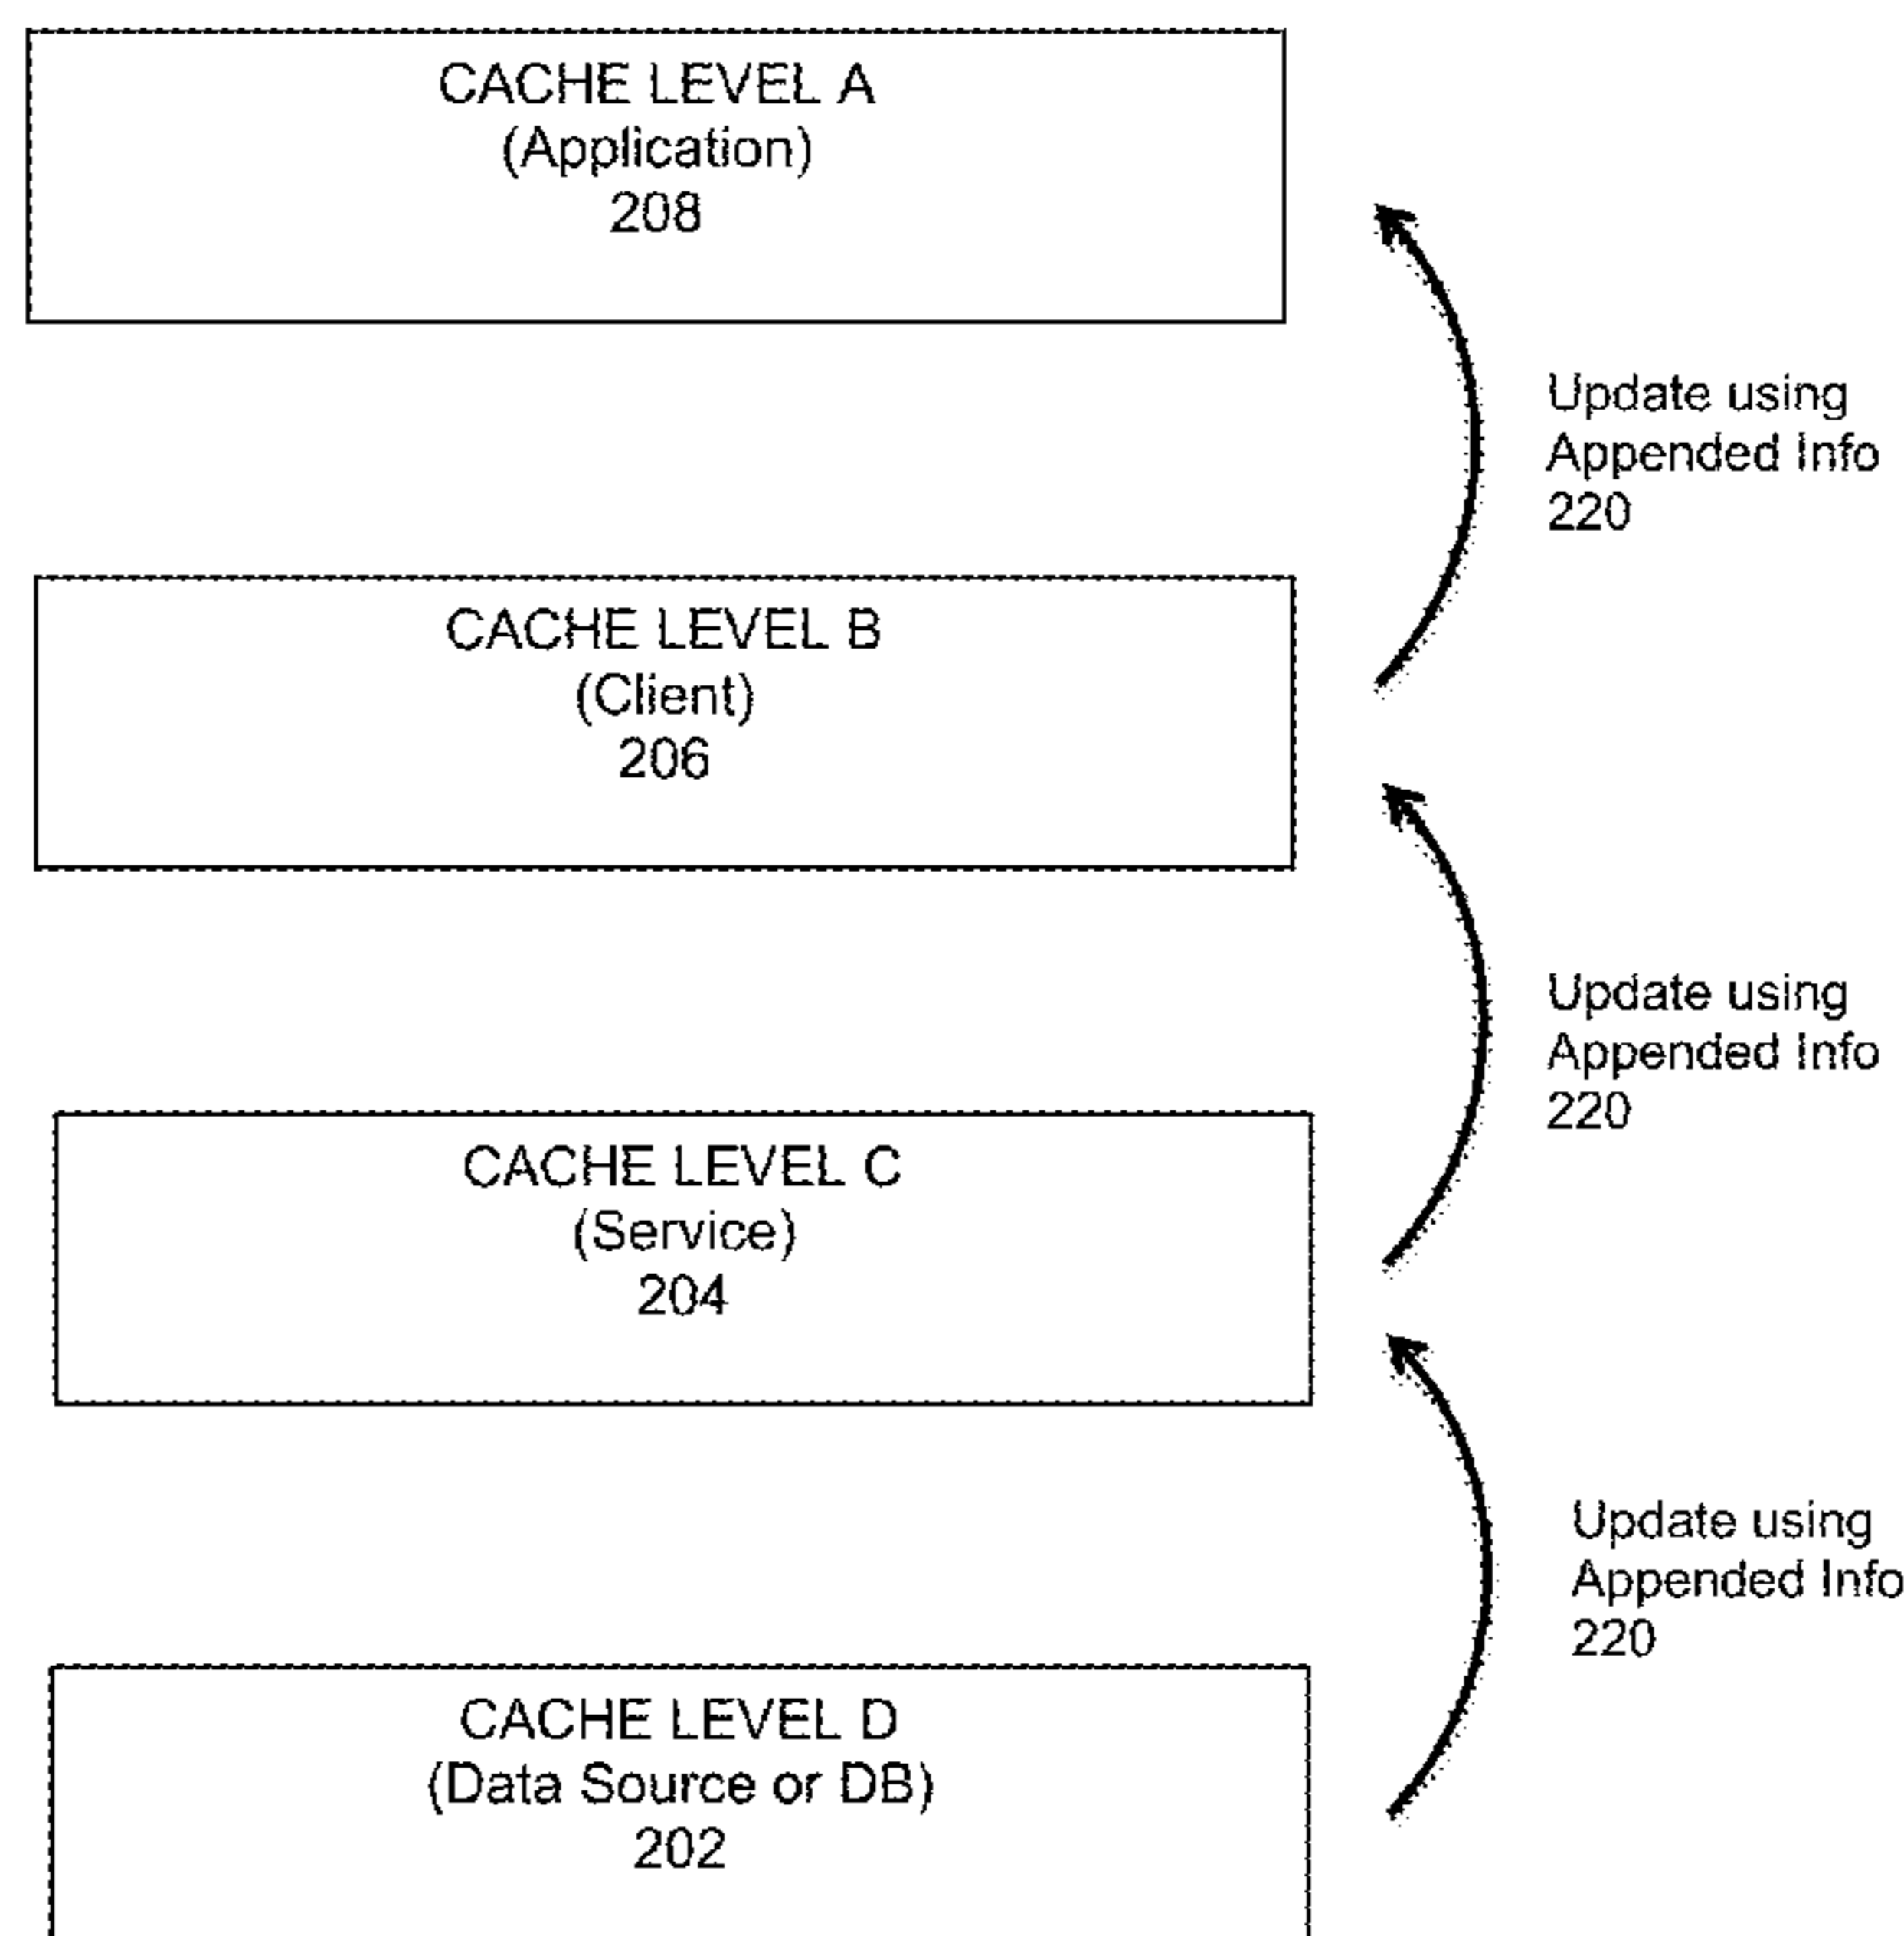 CACHE LEVEL A
(Application)
208
Update using
Appended Info
220
CACHE LEVEL B
(Client)
206
Update using
Appended Info
220
CACHE LEVEL C
(Service)
204
Update using
Appended Info
220
CACHE LEVEL D
(Data Source or DB)
202